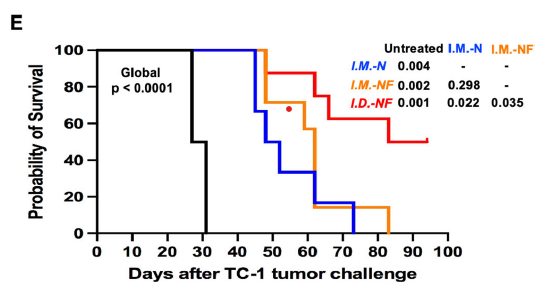 E
Untreated I.M.-N I.M.-NF
I.M.-N 0.004 - -
I.M.-NF 0.002 0.298 -
I.D.-NF 0.001 0.022 0.035
Global
p < 0.0001
Probability of Survival
100
80
60
40
20
0
0 10 20 30 40 50 60 70 80 90 100
Days after TC-1 tumor challenge